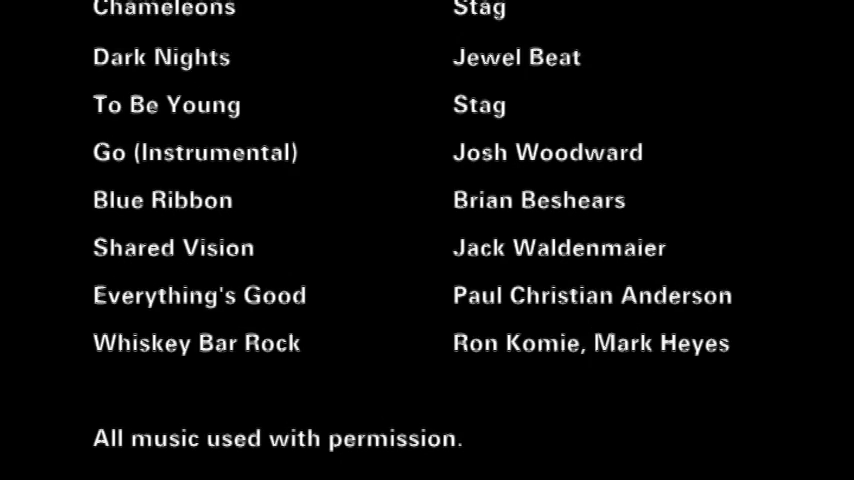 Chameleons Stag
Dark Nights Jewel Beat
To Be Young Stag
Go (Instrumental) Josh Woodward
Blue Ribbon Brian Beshears
Shared Vision Jack Waldenmaier
Everything's Good Paul Christian Anderson
Whiskey Bar Rock Ron Komie, Mark Heyes
All music used with permission.